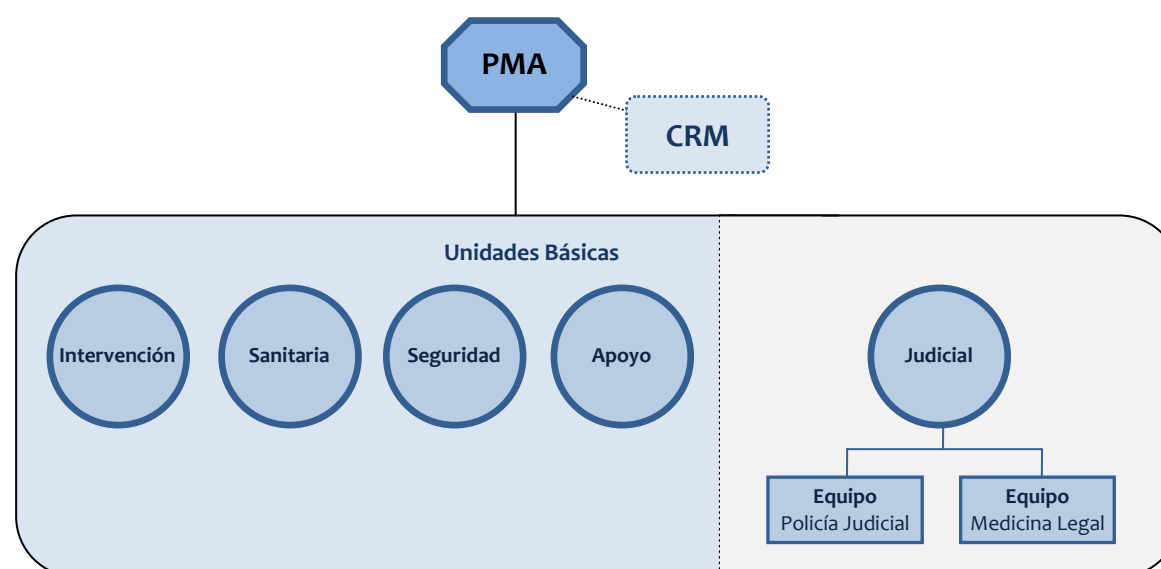 PMA
CRM
Unidades Básicas
Intervención
Sanitaria
Seguridad
Apoyo
Judicial
Equipo
Policía Judicial
Equipo
Medicina Legal